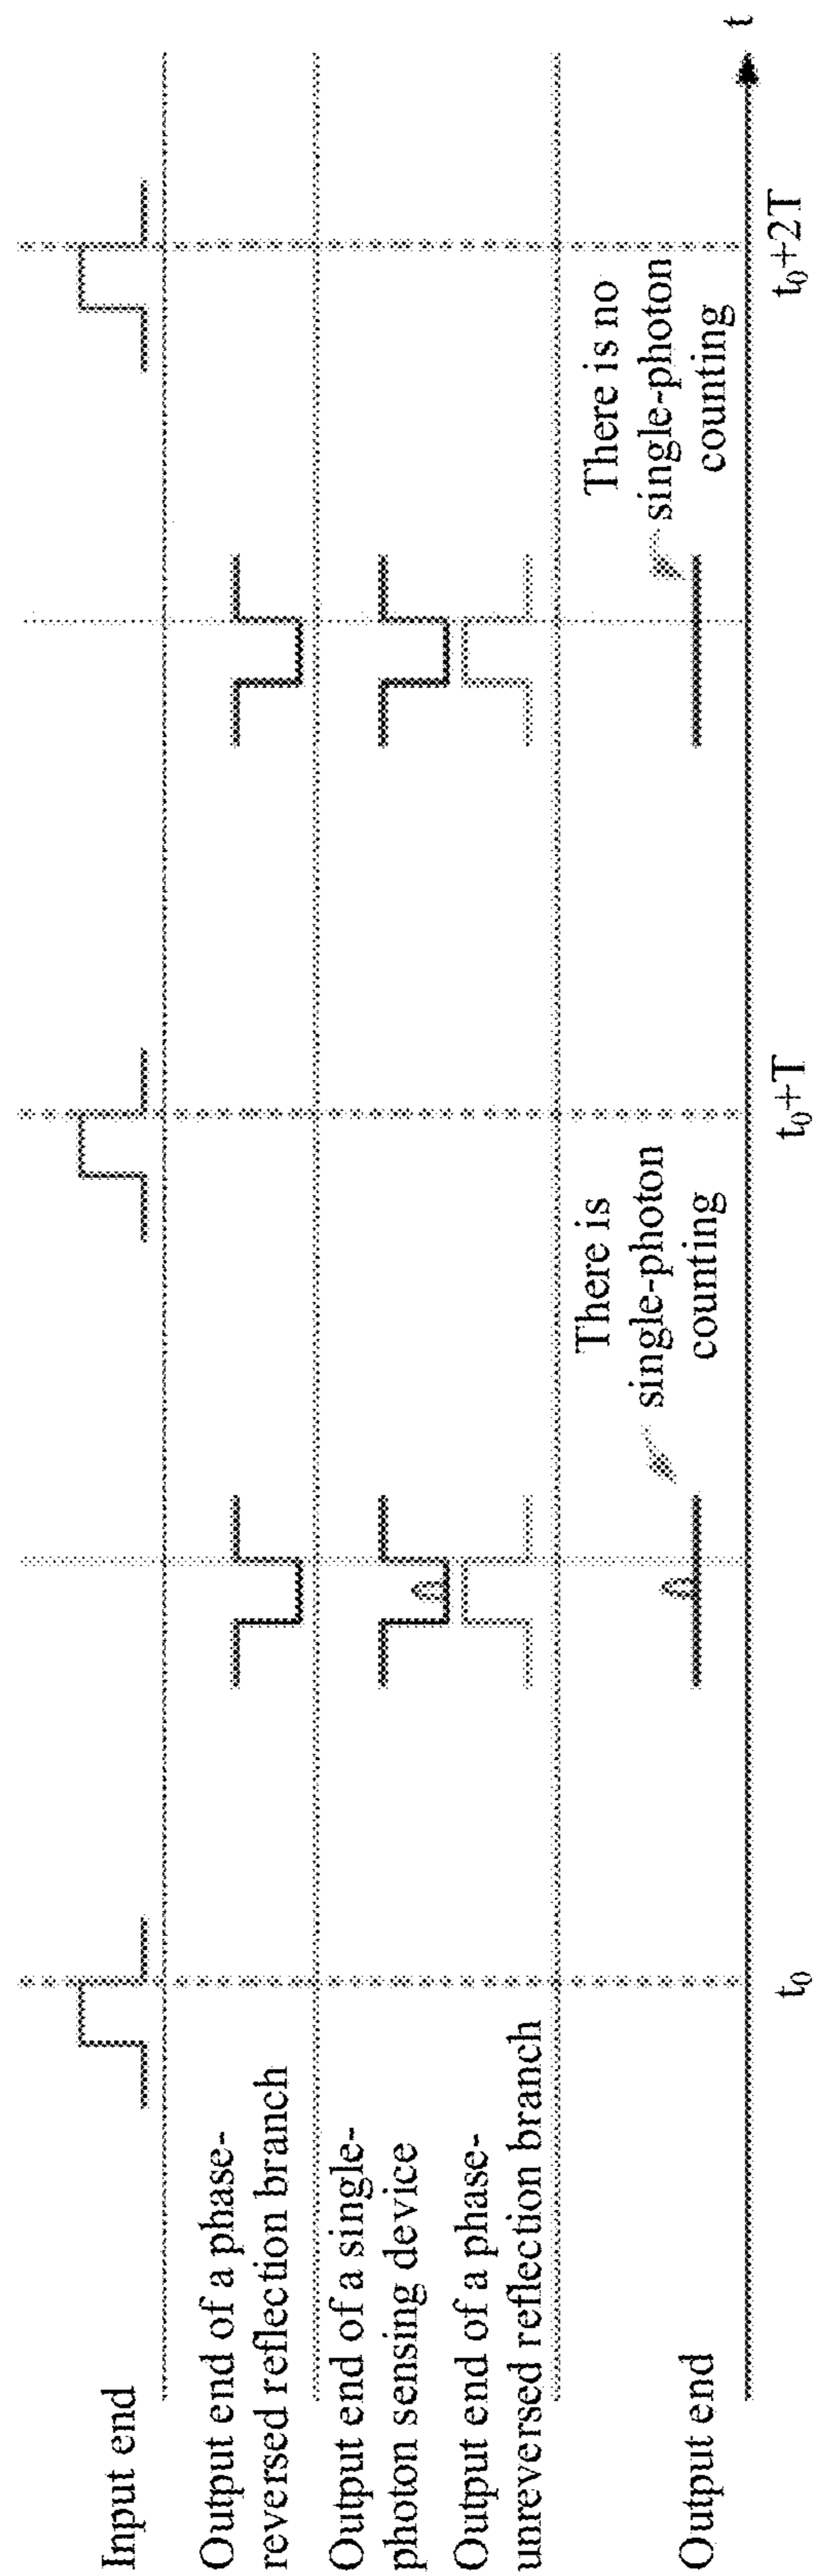 Input end
Output end of a phase-
reversed reflection branch
Output end of a single-
photon sensing device
Output end of a phase-
unreversed reflection branch
Output end
There is
single-photon
counting
There is no
single-photon
counting
t₀
t₀+T
t₀+2T
t